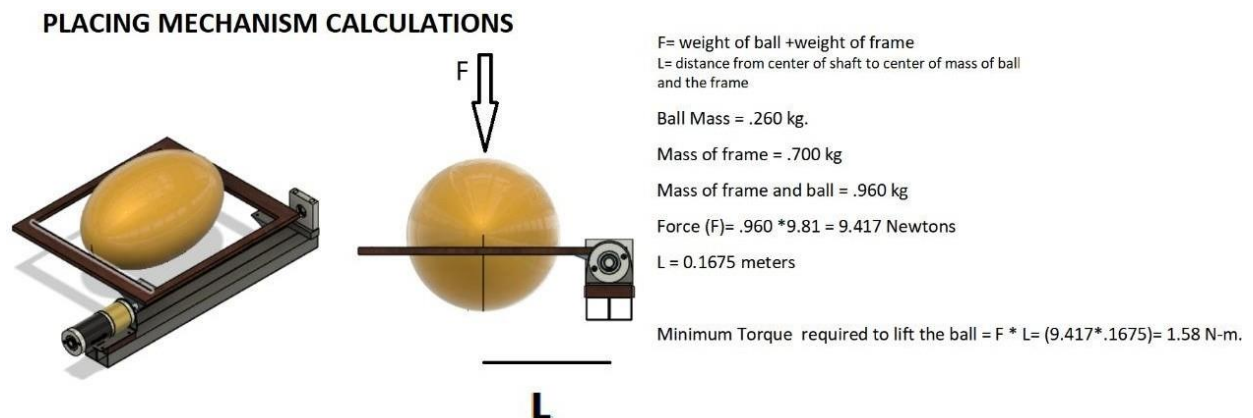 PLACING MECHANISM CALCULATIONS
F
L
F= weight of ball +weight of frame
L= distance from center of shaft to center of mass of ball
and the frame
Ball Mass = .260 kg.
Mass of frame = .700 kg
Mass of frame and ball = .960 kg
Force (F)= .960 *9.81 = 9.417 Newtons
L = 0.1675 meters
Minimum Torque required to lift the ball = F * L= (9.417*.1675)= 1.58 N-m.